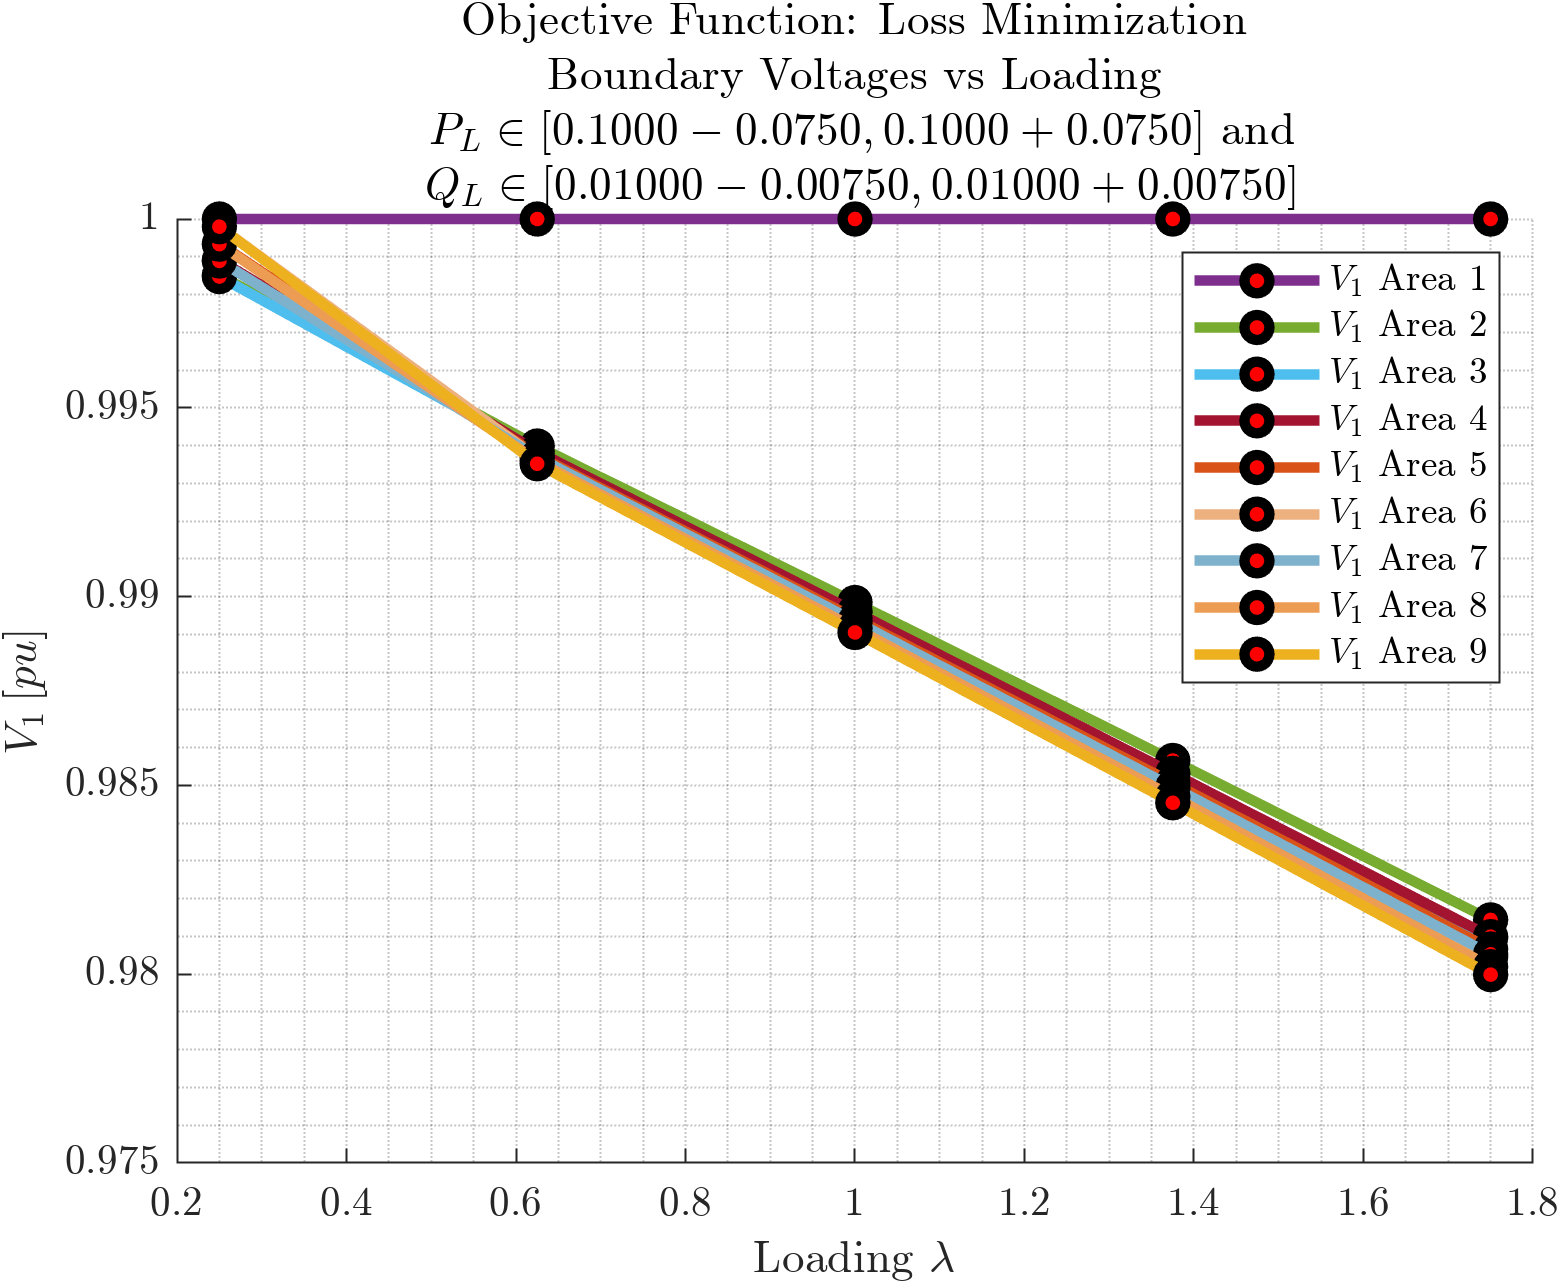 Objective Function: Loss Minimization
Boundary Voltages vs Loading
P_L ∈ [0.1000 − 0.0750, 0.1000 + 0.0750] and
Q_L ∈ [0.01000 − 0.00750, 0.01000 + 0.00750]
1
0.995
0.99
0.985
0.98
0.975
V_1 [pu]
V_1 Area 1
V_1 Area 2
V_1 Area 3
V_1 Area 4
V_1 Area 5
V_1 Area 6
V_1 Area 7
V_1 Area 8
V_1 Area 9
0.2 0.4 0.6 0.8 1 1.2 1.4 1.6 1.8
Loading λ